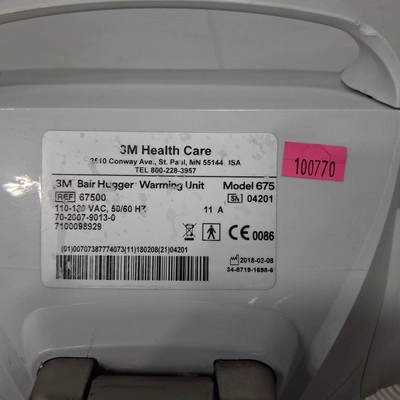 3M Health Care
2510 Conway Ave., St. Paul, MN 55144 USA
TEL 800-228-3957
100770
3M Bair Hugger Warming Unit Model 675
REF 67500 SN 04201
110-120 VAC, 50/60 HZ 11 A
70-2007-9013-0
7100098929
CE 0086
(01)00707387774073(11)180208(21)04201
2018-02-08
34-8719-1698-6